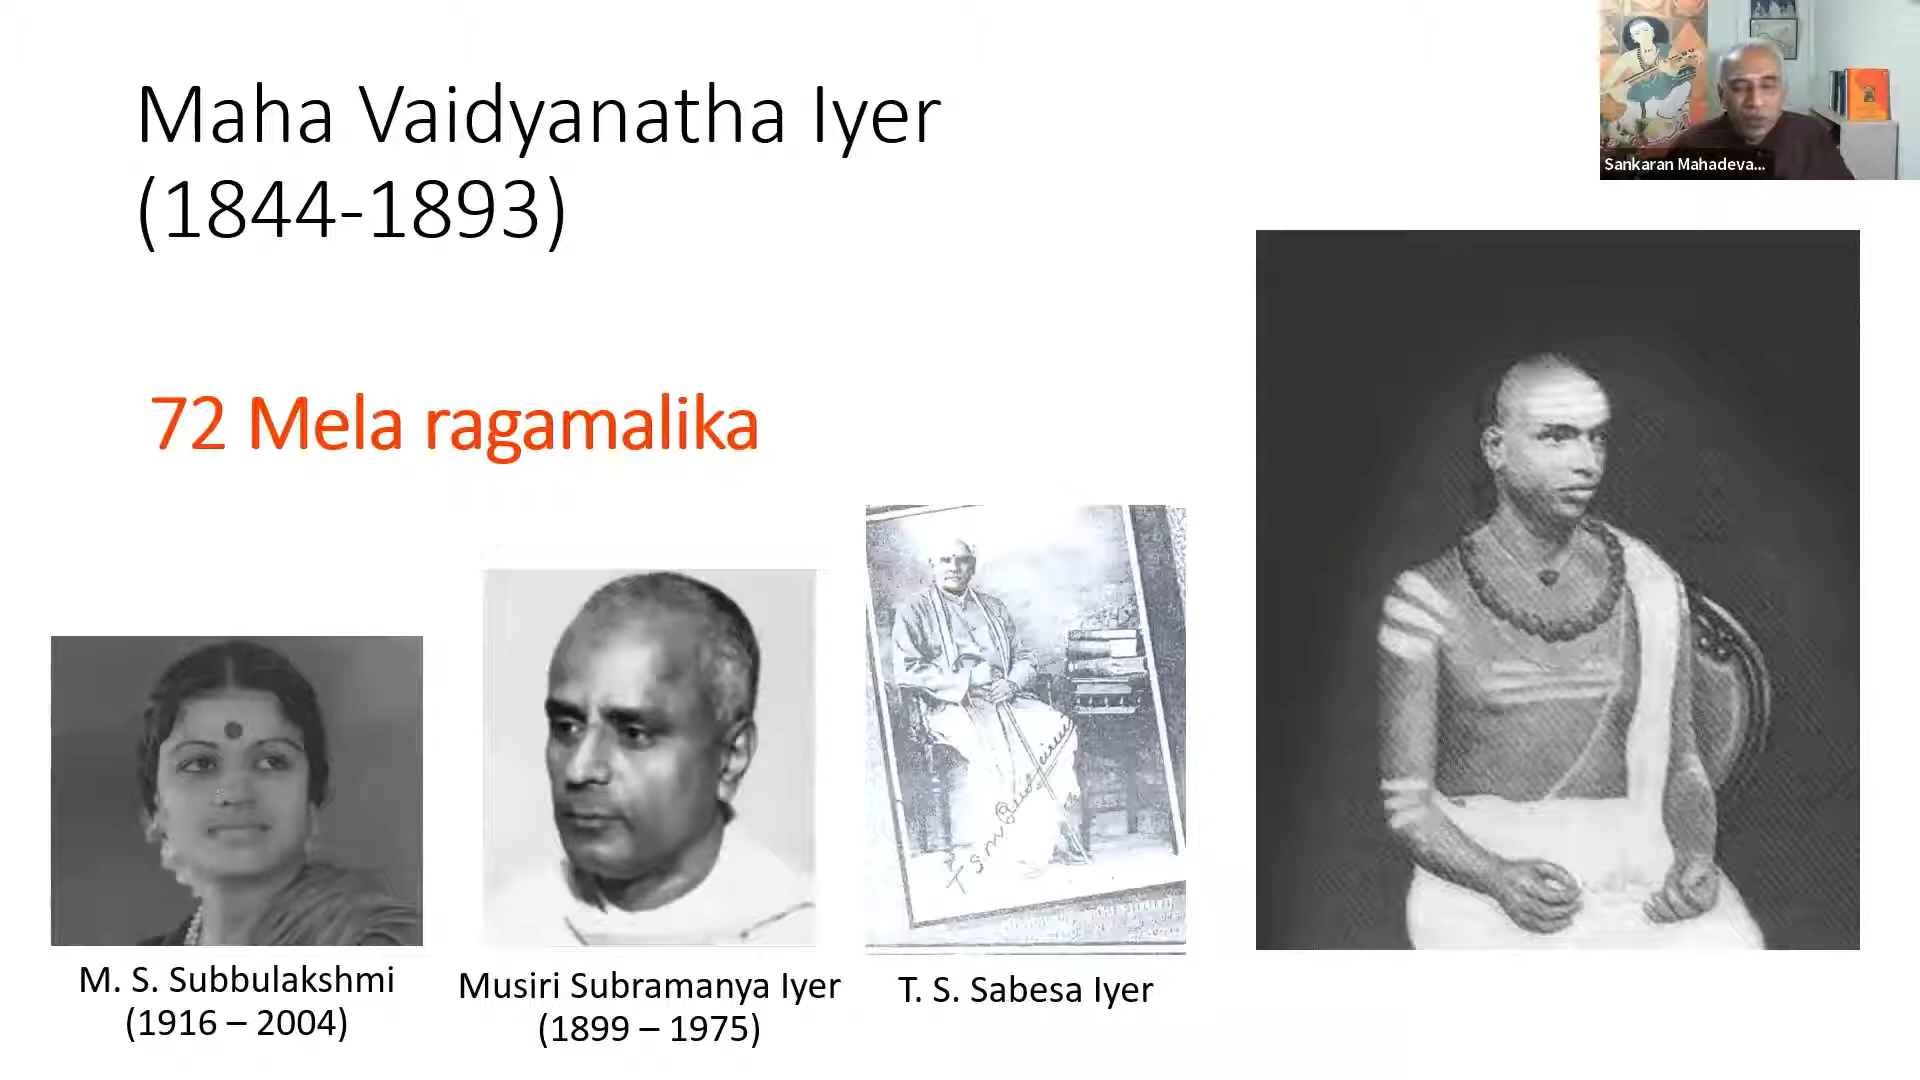 Maha Vaidyanatha Iyer
(1844-1893)
Sankaran Mahadeva...
72 Mela ragamalika
M. S. Subbulakshmi
(1916 – 2004)
Musiri Subramanya Iyer
(1899 – 1975)
T. S. Sabesa Iyer